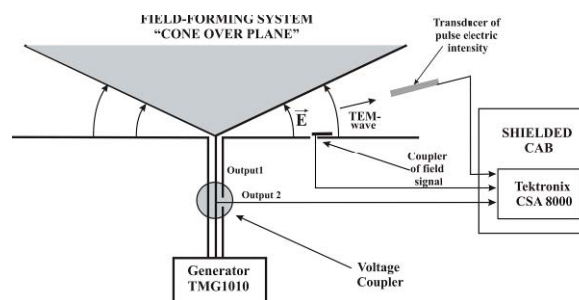 FIELD-FORMING SYSTEM
"CONE OVER PLANE"
Transducer of
pulse electric
intensity
E
TEM-
wave
Coupler
of field
signal
SHIELDED
CAB
Tektronix
CSA 8000
Output1
Output 2
Voltage
Coupler
Generator
TMG1010